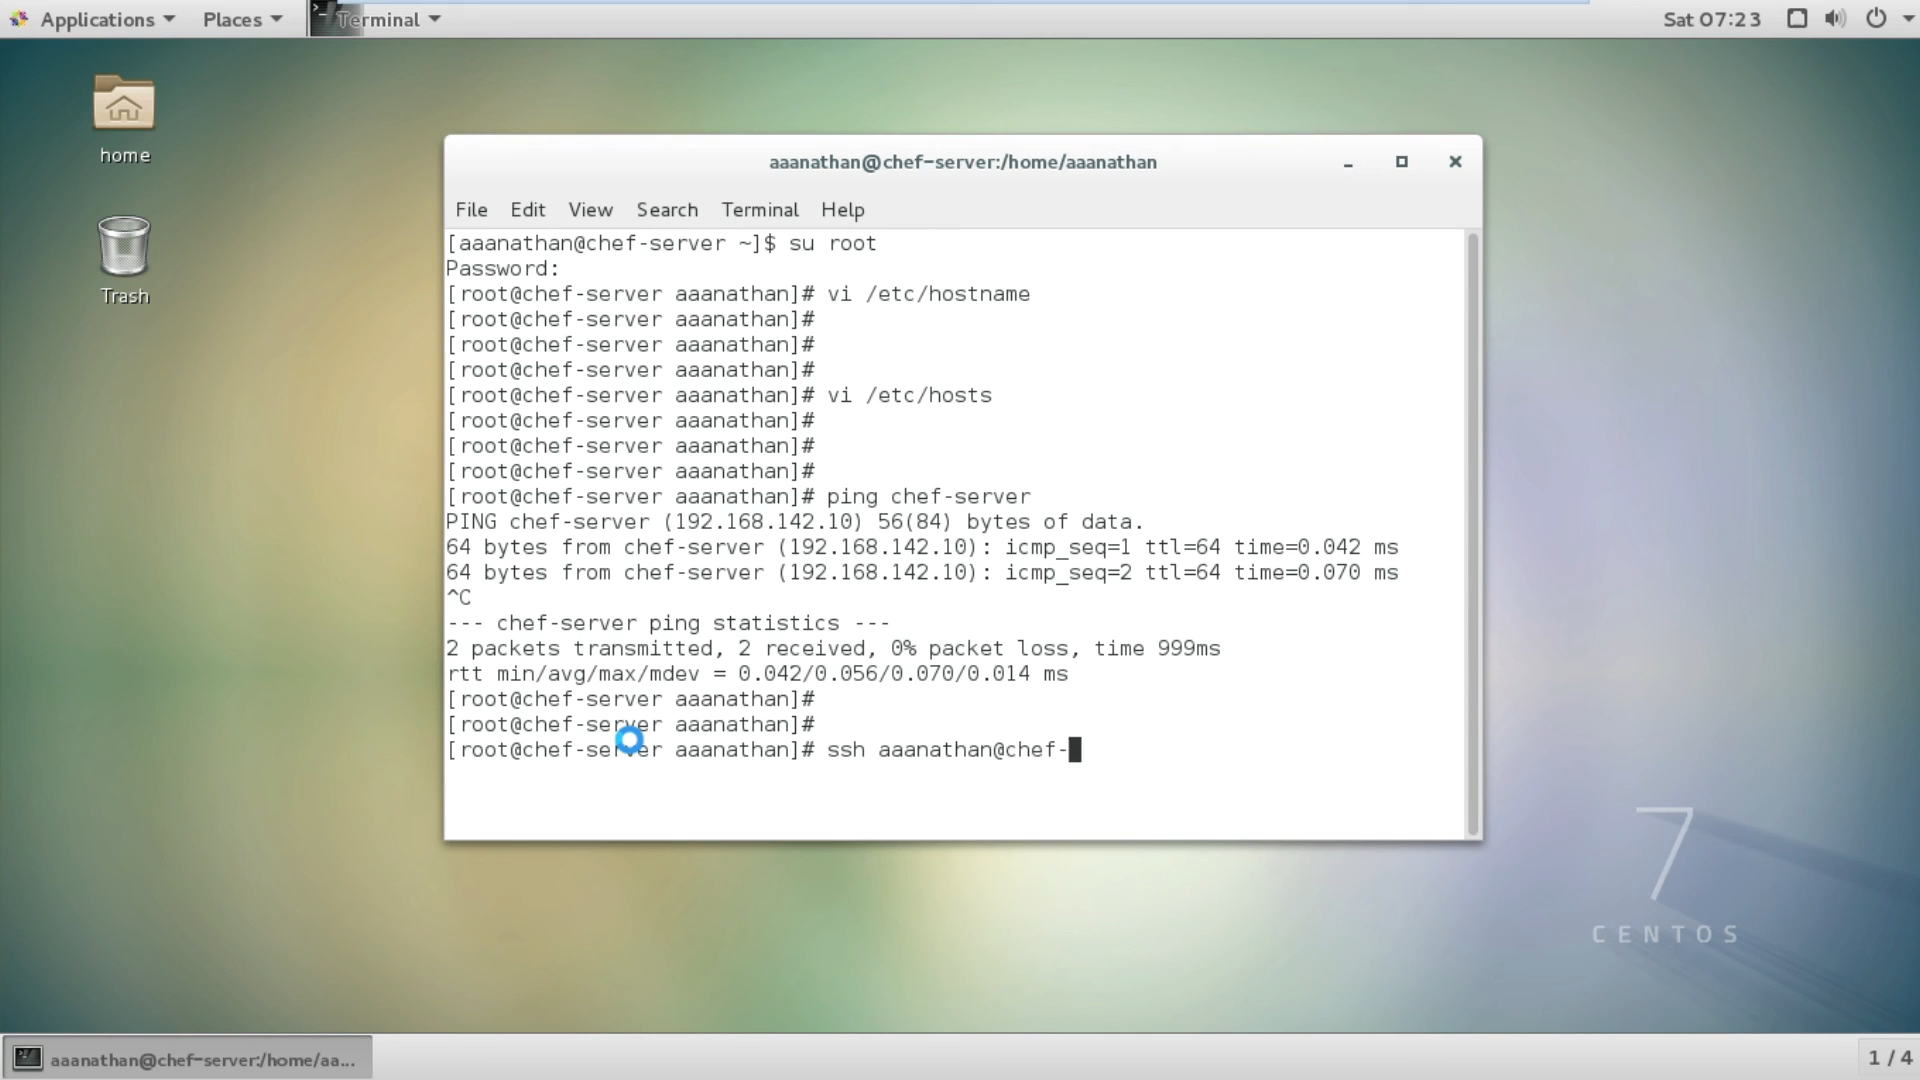 Applications Places Terminal Sat 07:23
home
Trash
aaanathan@chef-server:/home/aaanathan
File Edit View Search Terminal Help
[aaanathan@chef-server ~]$ su root
Password:
[root@chef-server aaanathan]# vi /etc/hostname
[root@chef-server aaanathan]#
[root@chef-server aaanathan]#
[root@chef-server aaanathan]#
[root@chef-server aaanathan]# vi /etc/hosts
[root@chef-server aaanathan]#
[root@chef-server aaanathan]#
[root@chef-server aaanathan]#
[root@chef-server aaanathan]# ping chef-server
PING chef-server (192.168.142.10) 56(84) bytes of data.
64 bytes from chef-server (192.168.142.10): icmp_seq=1 ttl=64 time=0.042 ms
64 bytes from chef-server (192.168.142.10): icmp_seq=2 ttl=64 time=0.070 ms
^C
--- chef-server ping statistics ---
2 packets transmitted, 2 received, 0% packet loss, time 999ms
rtt min/avg/max/mdev = 0.042/0.056/0.070/0.014 ms
[root@chef-server aaanathan]#
[root@chef-server aaanathan]#
[root@chef-server aaanathan]# ssh aaanathan@chef-
7
CENTOS
aaanathan@chef-server:/home/aa...
1 / 4